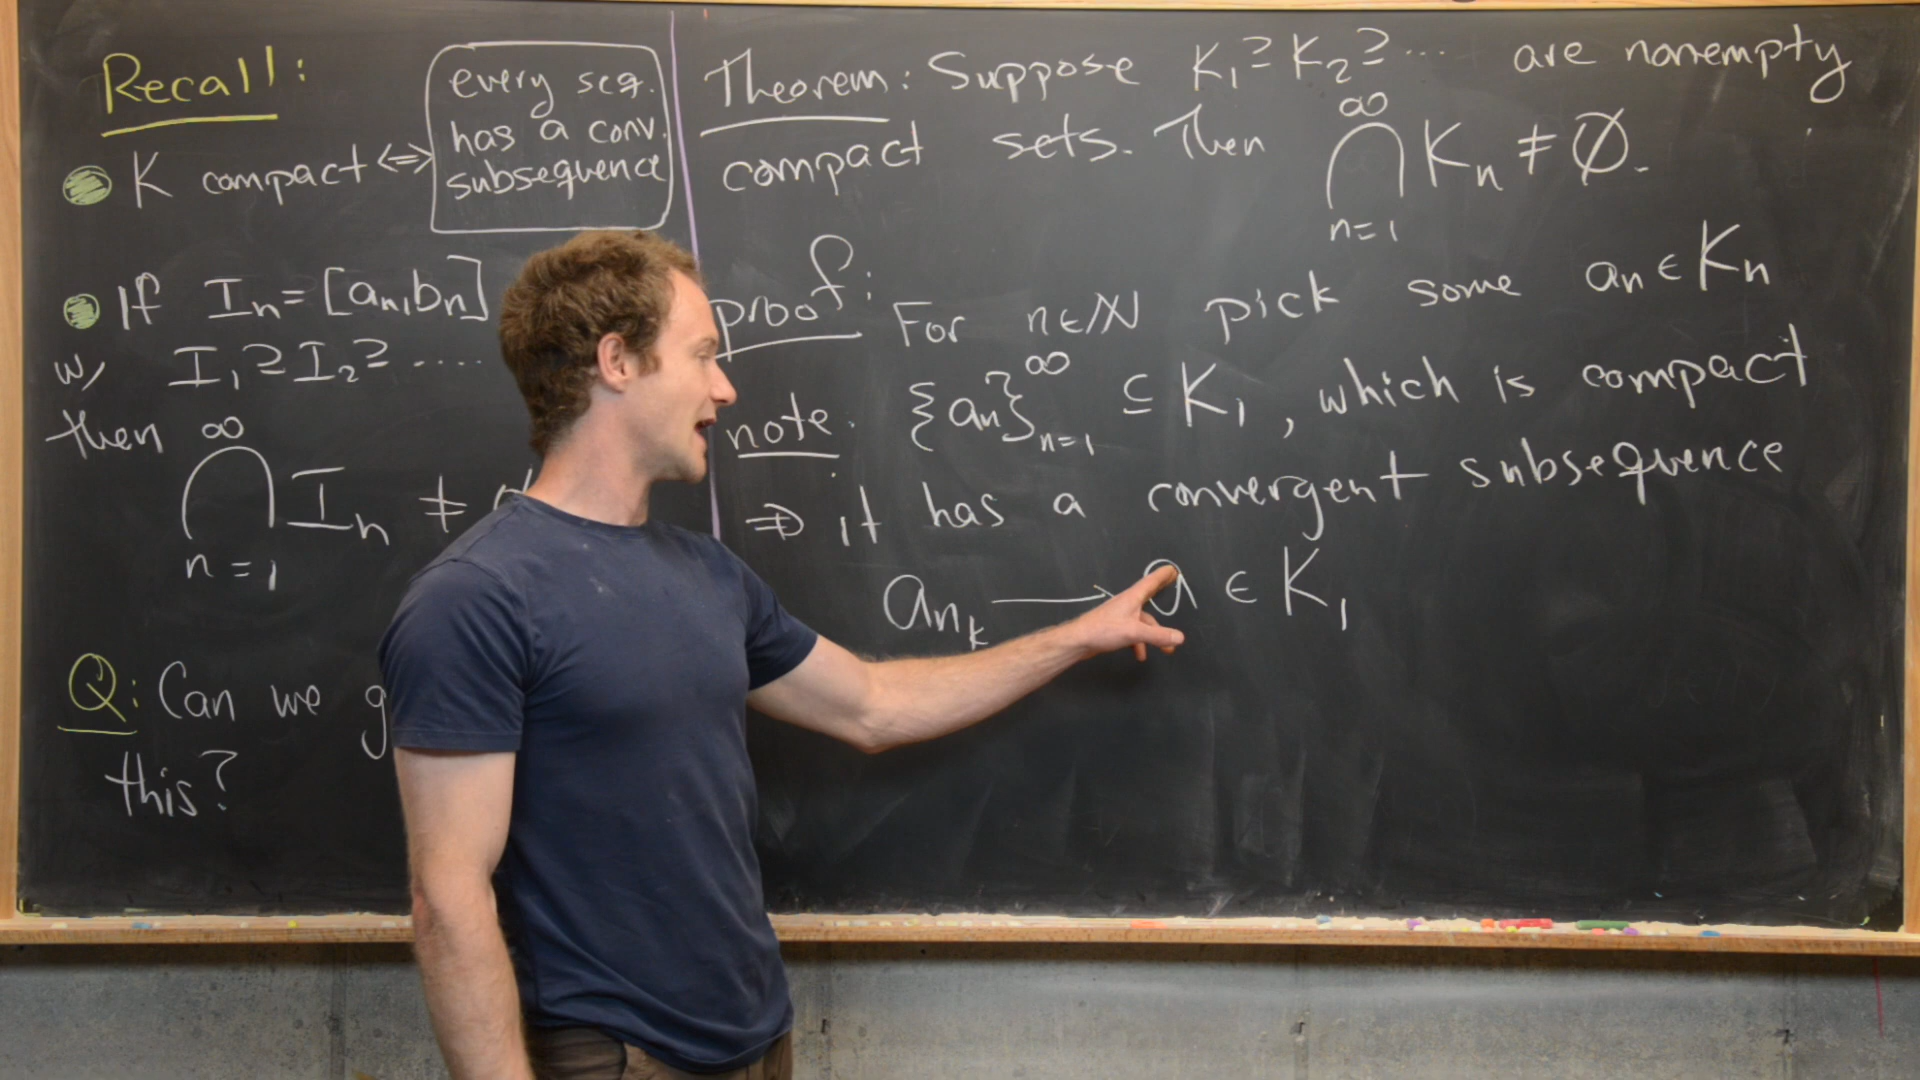 Recall:
• K compact ⇔ every seq. has a conv. subsequence
• If Iₙ=[aₙ,bₙ]
w/ I₁⊇I₂⊇.....
then ∞
⋂ Iₙ ≠
n=1
Q: Can we
this?
Theorem: Suppose K₁⊇K₂⊇... are nonempty
compact sets. Then ⋂_{n=1}^∞ Kₙ ≠ ∅.
proof: For n∈ℕ pick some aₙ∈Kₙ
note: {aₙ}_{n=1}^∞ ⊆ K₁, which is compact
⇒ it has a convergent subsequence
a_{n_k} → a ∈ K₁